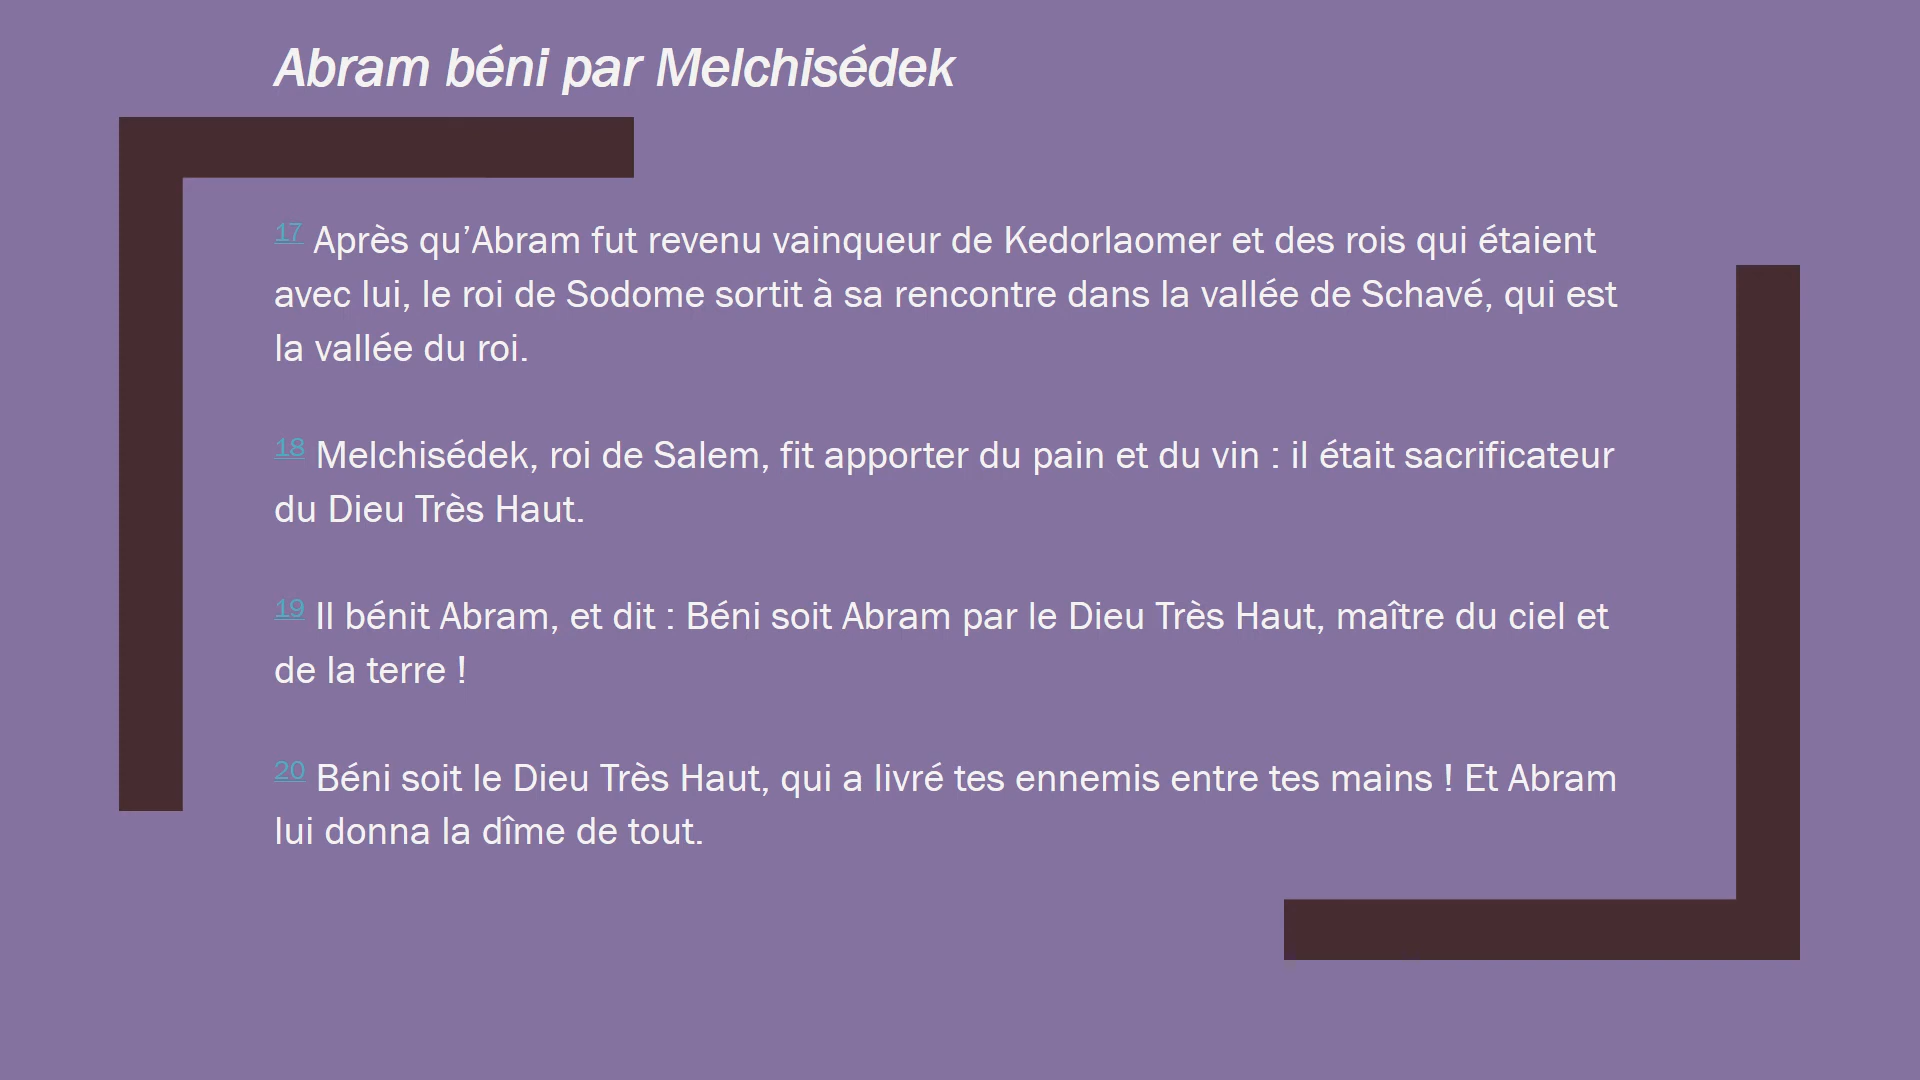 Abram béni par Melchisédek
17 Après qu’Abram fut revenu vainqueur de Kedorlaomer et des rois qui étaient
avec lui, le roi de Sodome sortit à sa rencontre dans la vallée de Schavé, qui est
la vallée du roi.
18 Melchisédek, roi de Salem, fit apporter du pain et du vin : il était sacrificateur
du Dieu Très Haut.
19 Il bénit Abram, et dit : Béni soit Abram par le Dieu Très Haut, maître du ciel et
de la terre !
20 Béni soit le Dieu Très Haut, qui a livré tes ennemis entre tes mains ! Et Abram
lui donna la dîme de tout.